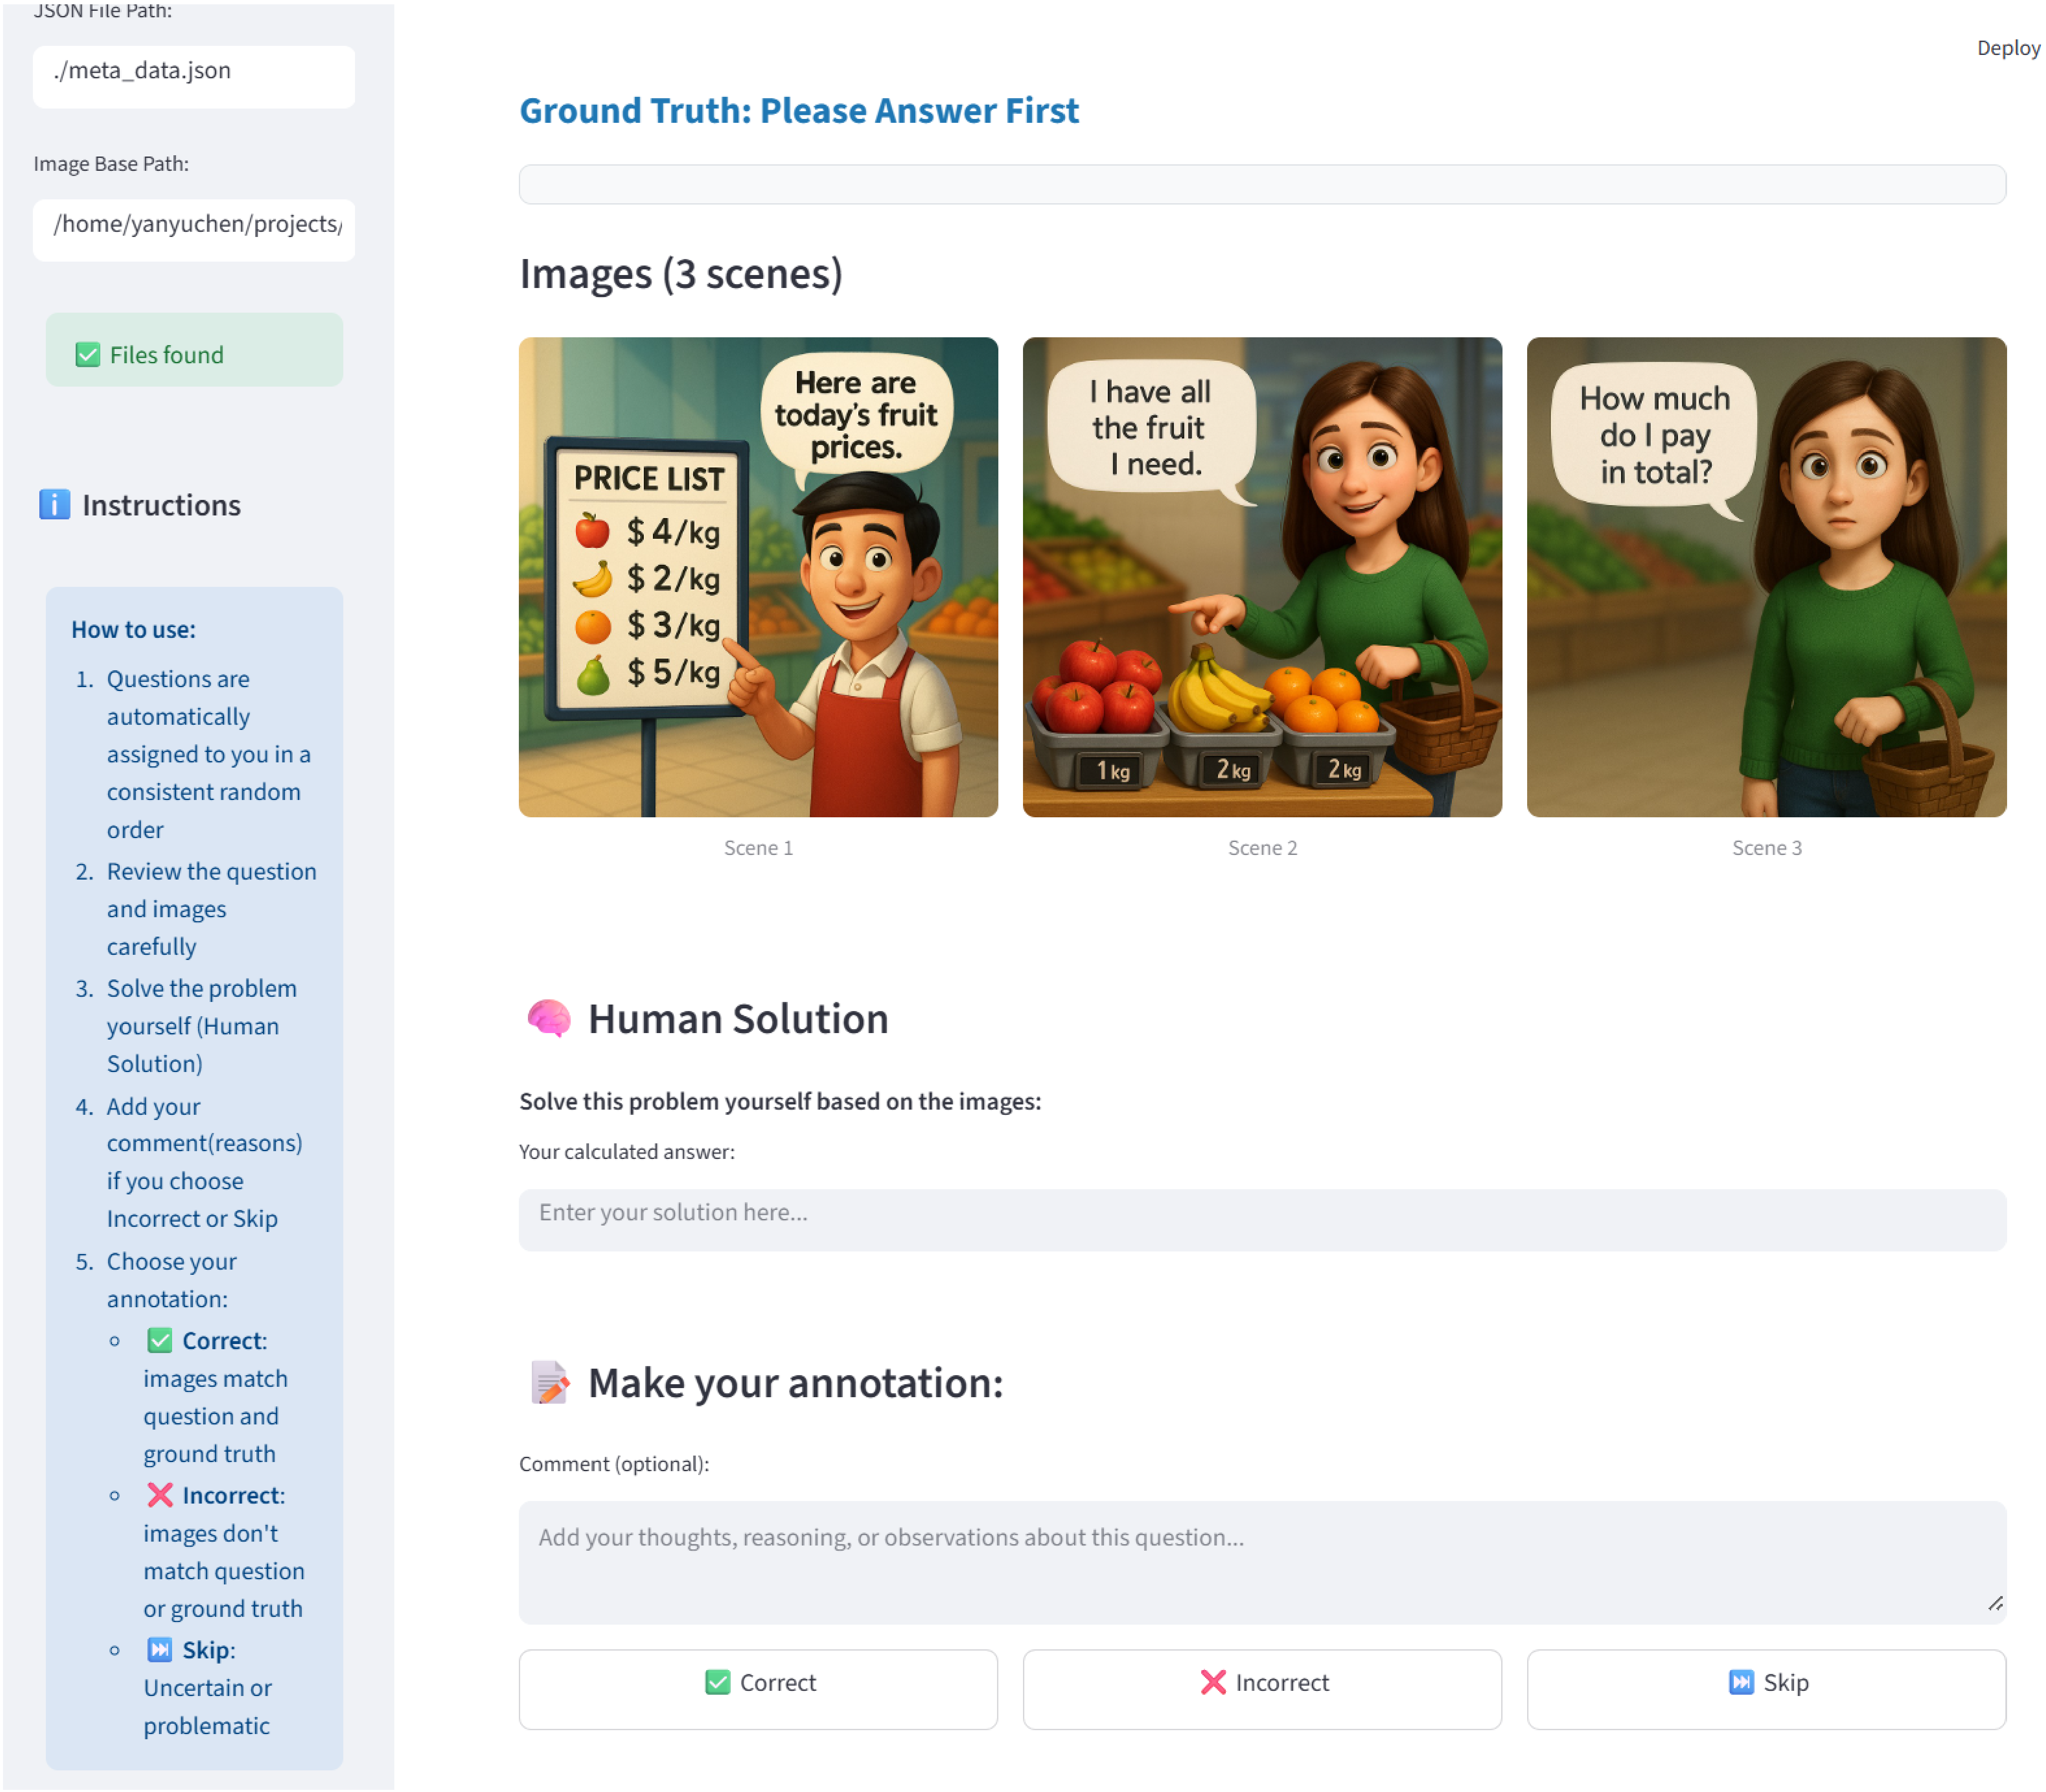 JSON File Path:
./meta_data.json
Image Base Path:
/home/yanyuchen/projects/
Files found
Instructions
How to use:
1. Questions are
automatically
assigned to you in a
consistent random
order
2. Review the question
and images
carefully
3. Solve the problem
yourself (Human
Solution)
4. Add your
comment(reasons)
if you choose
Incorrect or Skip
5. Choose your
annotation:
Correct:
images match
question and
ground truth
Incorrect:
images don't
match question
or ground truth
Skip:
Uncertain or
problematic
Deploy
Ground Truth: Please Answer First
Images (3 scenes)
Here are
today's fruit
prices.
PRICE LIST
$ 4/kg
$ 2/kg
$ 3/kg
$ 5/kg
Scene 1
I have all
the fruit
I need.
1 kg
2 kg
2 kg
Scene 2
How much
do I pay
in total?
Scene 3
Human Solution
Solve this problem yourself based on the images:
Your calculated answer:
Enter your solution here...
Make your annotation:
Comment (optional):
Add your thoughts, reasoning, or observations about this question...
Correct
Incorrect
Skip